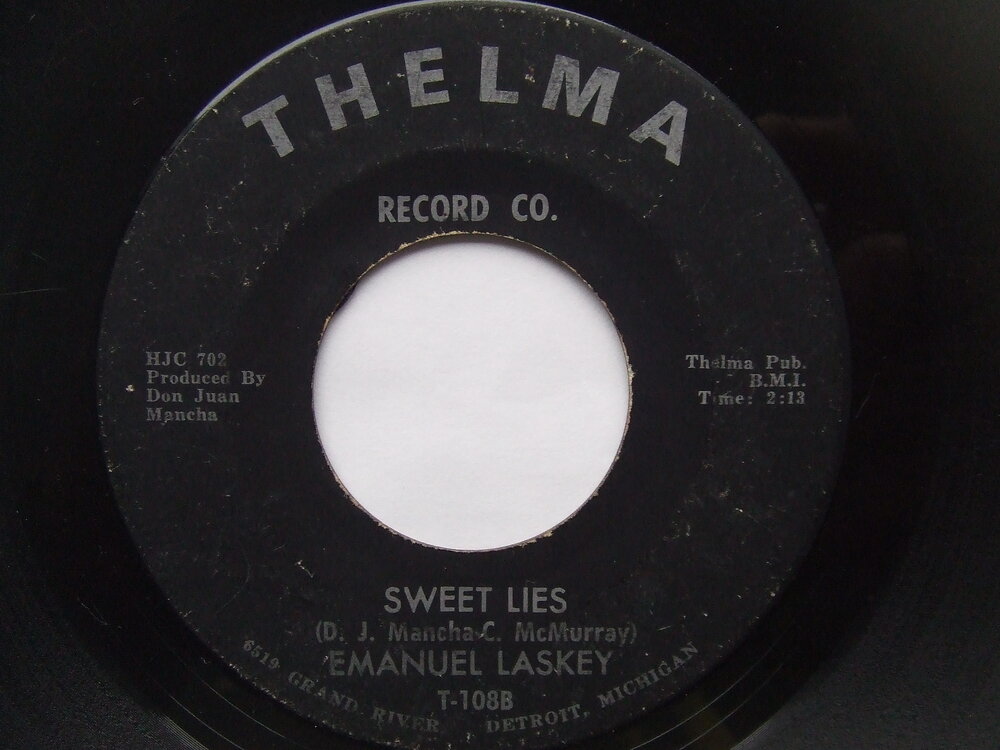 THELMA
RECORD CO.
HJC 702
Produced By
Don Juan
Mancha
Thelma Pub.
B.M.I.
Time: 2:13
SWEET LIES
(D. J. Mancha-C. McMurray)
EMANUEL LASKEY
T-108B
6519 GRAND RIVER DETROIT, MICHIGAN